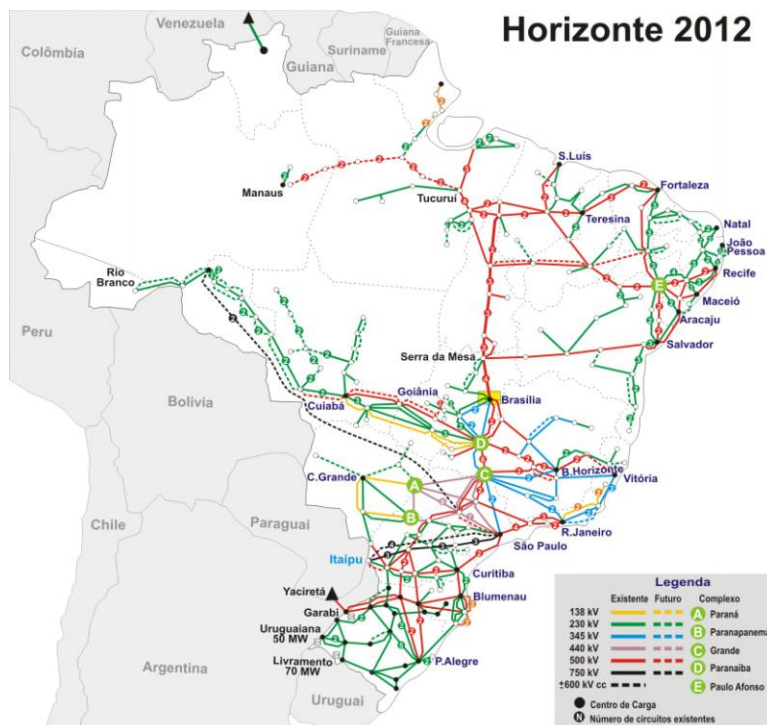 Horizonte 2012
Venezuela
Colômbia
Guiana
Suriname
Guiana
Francesa
Manaus
Tucuruí
S.Luís
Fortaleza
Teresina
Natal
João
Pessoa
Recife
Maceió
Aracaju
Salvador
E
Rio
Branco
Peru
Serra da Mesa
Bolívia
Cuiabá
Goiânia
Brasília
D
C.Grande
A
B
C
B.Horizonte
Vitória
Chile
Paraguai
R.Janeiro
São Paulo
Itaipu
Curitiba
Yaciretá
Blumenau
Garabi
Uruguaiana
50 MW
Livramento
70 MW
P.Alegre
Argentina
Uruguai
Legenda
Existente Futuro Complexo
138 kV A Paraná
230 kV B Paranapanema
345 kV C Grande
440 kV D Paranaíba
500 kV E Paulo Afonso
750 kV
±600 kV cc
Centro de Carga
N Número de circuitos existentes